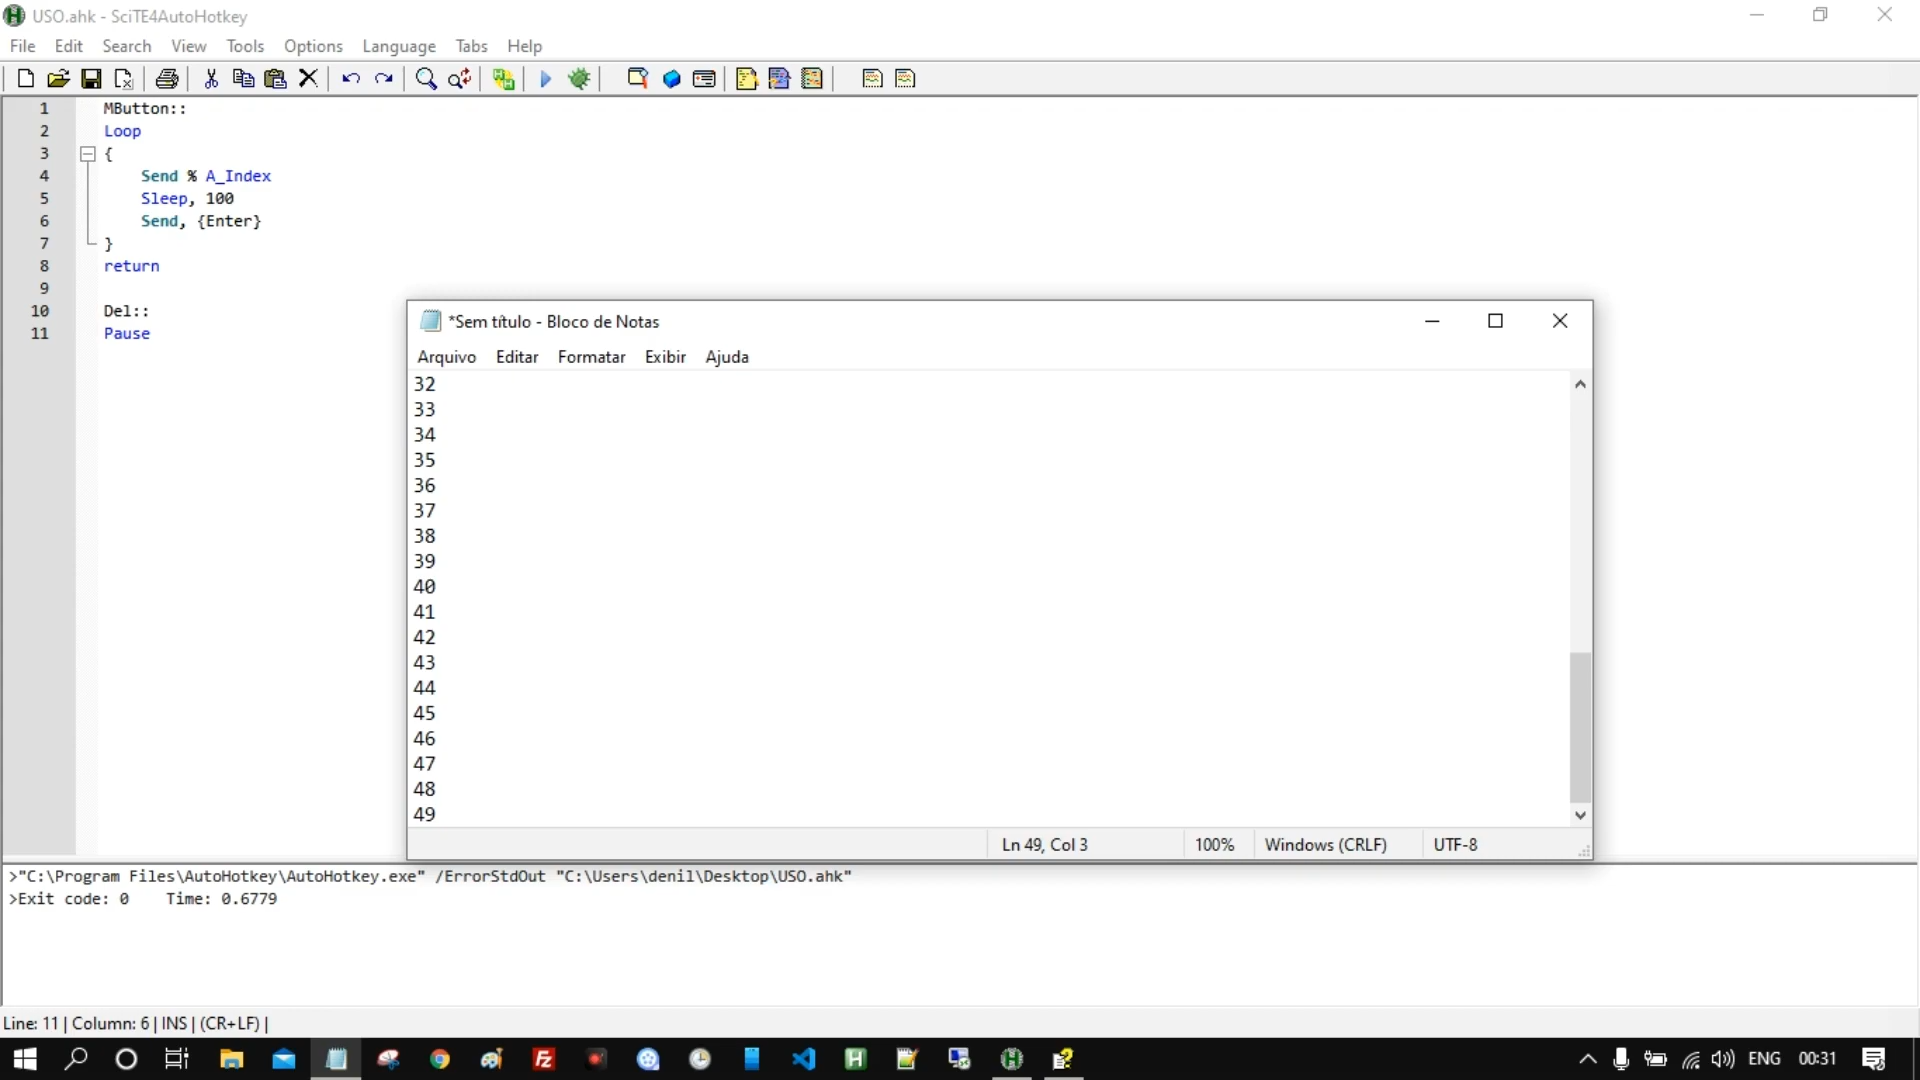 USO.ahk - SciTE4AutoHotkey
File Edit Search View Tools Options Language Tabs Help
1 MButton::
2 Loop
3 {
4 Send % A_Index
5 Sleep, 100
6 Send, {Enter}
7 }
8 return
9
10 Del::
11 Pause
*Sem título - Bloco de Notas
Arquivo Editar Formatar Exibir Ajuda
32
33
34
35
36
37
38
39
40
41
42
43
44
45
46
47
48
49
Ln 49, Col 3 100% Windows (CRLF) UTF-8
>"C:\Program Files\AutoHotkey\AutoHotkey.exe" /ErrorStdOut "C:\Users\denil\Desktop\USO.ahk"
>Exit code: 0 Time: 0.6779
Line: 11 | Column: 6 | INS | (CR+LF) |
ENG 00:31